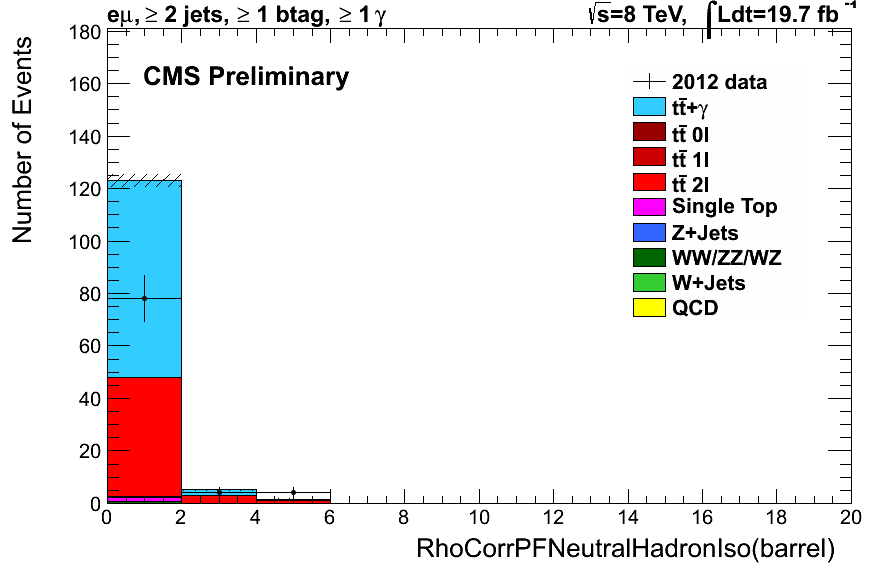 eμ, ≥ 2 jets, ≥ 1 btag, ≥ 1 γ
√s=8 TeV, ∫Ldt=19.7 fb⁻¹
CMS Preliminary
2012 data
tt̄+γ
tt̄ 0l
tt̄ 1l
tt̄ 2l
Single Top
Z+Jets
WW/ZZ/WZ
W+Jets
QCD
Number of Events
180
160
140
120
100
80
60
40
20
0
0 2 4 6 8 10 12 14 16 18 20
RhoCorrPFNeutralHadronIso(barrel)